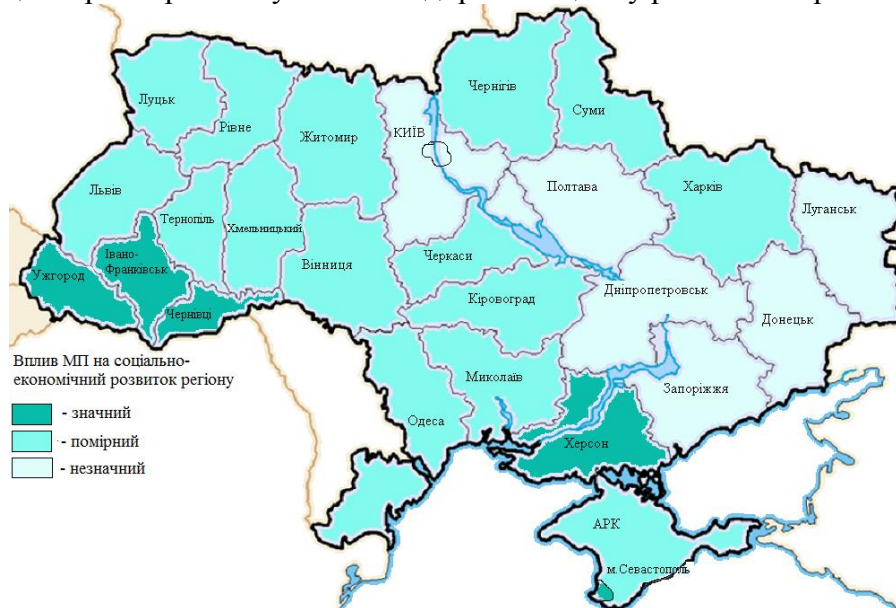 Чернігів
Луцьк
Рівне
Суми
Житомир
КИЇВ
Львів
Полтава
Харків
Луганськ
Тернопіль
Хмельницький
Івано-
Франківськ
Вінниця
Черкаси
Ужгород
Чернівці
Кіровоград
Дніпропетровськ
Донецьк
Вплив МП на соціально-
економічний розвиток регіону
- значний
- помірний
- незначний
Миколаїв
Запоріжжя
Одеса
Херсон
АРК
м.Севастополь